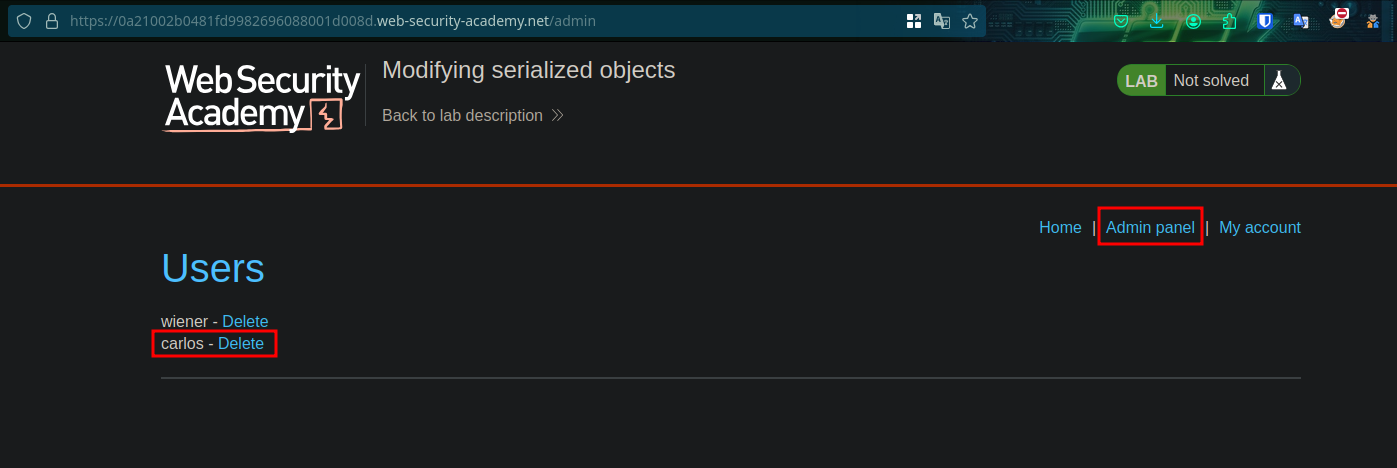 https://0a21002b0481fd9982696088001d008d.web-security-academy.net/admin
Web Security
Academy
Modifying serialized objects
Back to lab description
LAB Not solved
Home | Admin panel | My account
Users
wiener - Delete
carlos - Delete